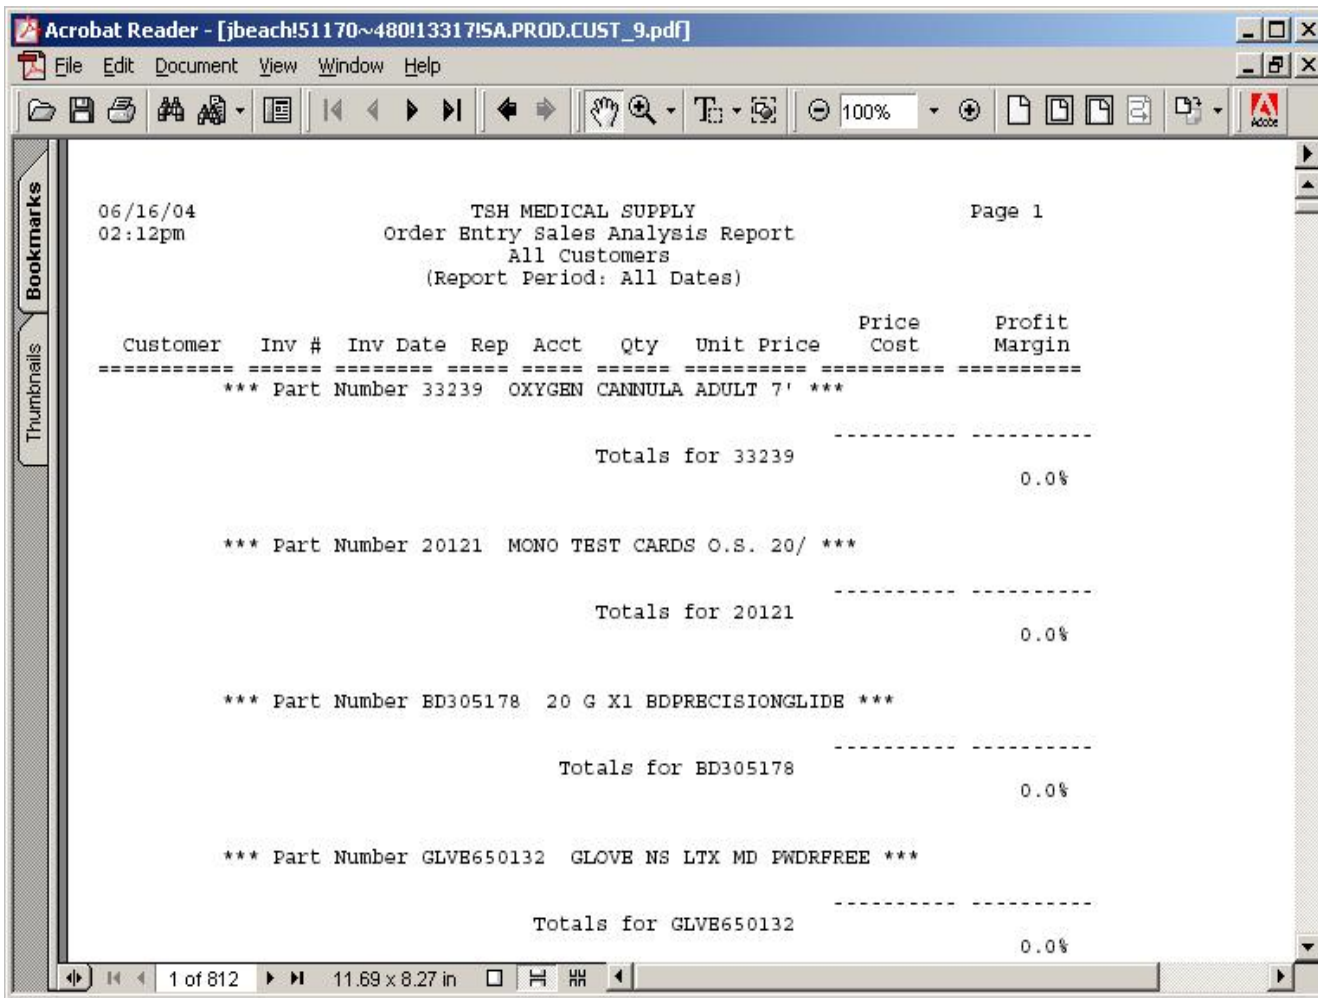 Acrobat Reader - [jbeach!51170~480!13317!SA.PROD.CUST_9.pdf]
File Edit Document View Window Help
100%
Adobe
Bookmarks
Thumbnails
06/16/04 TSH MEDICAL SUPPLY Page 1
02:12pm Order Entry Sales Analysis Report
All Customers
(Report Period: All Dates)
Price Profit
Customer Inv # Inv Date Rep Acct Qty Unit Price Cost Margin
=========== ====== ======== ===== ===== ====== ========== ========== ==========
*** Part Number 33239 OXYGEN CANNULA ADULT 7' ***
---------- ----------
Totals for 33239
0.0%
*** Part Number 20121 MONO TEST CARDS O.S. 20/ ***
---------- ----------
Totals for 20121
0.0%
*** Part Number BD305178 20 G X1 BDPRECISIONGLIDE ***
---------- ----------
Totals for BD305178
0.0%
*** Part Number GLVE650132 GLOVE NS LTX MD PWDRFREE ***
---------- ----------
Totals for GLVE650132
0.0%
1 of 812 11.69 x 8.27 in